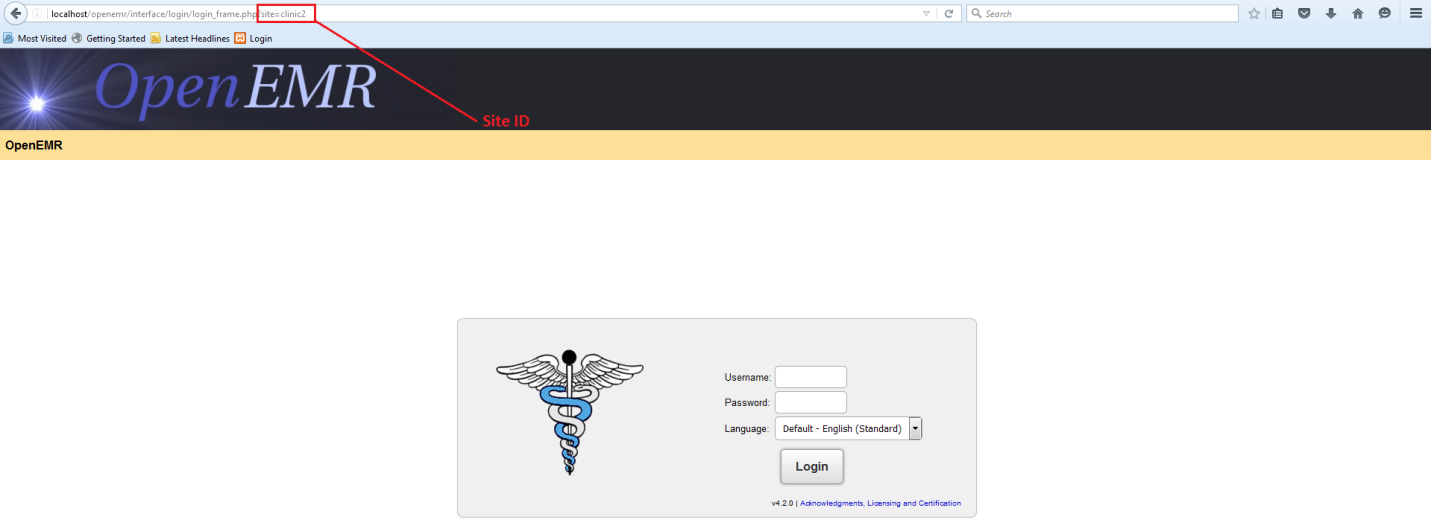 localhost/openemr/interface/login/login_frame.php?site=clinic2
Search
Most Visited Getting Started Latest Headlines Login
OpenEMR
Site ID
OpenEMR
Username:
Password:
Language: Default - English (Standard)
Login
v4.2.0 | Acknowledgments, Licensing and Certification